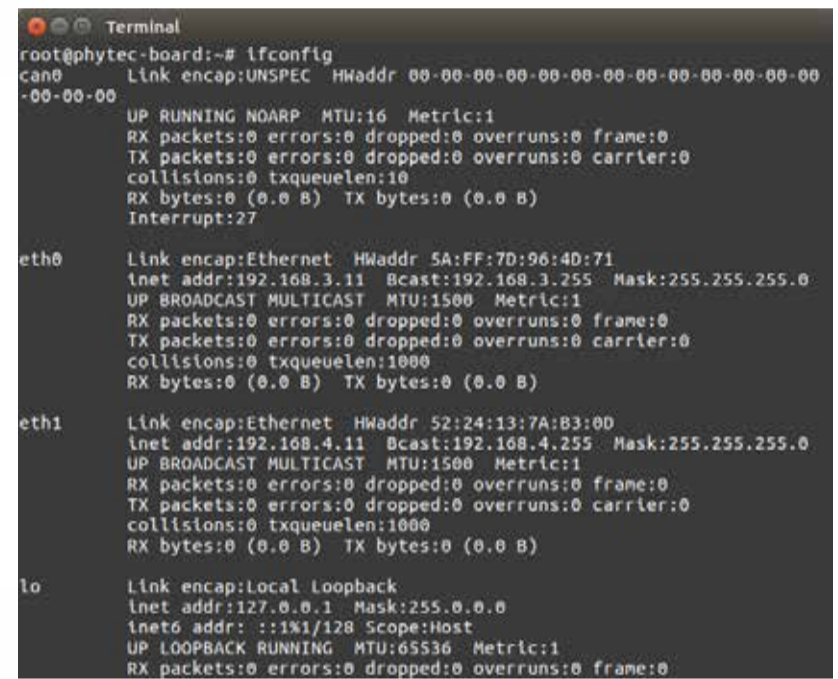 Terminal
root@phytec-board:~# ifconfig
can0      Link encap:UNSPEC  HWaddr 00-00-00-00-00-00-00-00-00-00-00-00-00
-00-00-00
          UP RUNNING NOARP  MTU:16  Metric:1
          RX packets:0 errors:0 dropped:0 overruns:0 frame:0
          TX packets:0 errors:0 dropped:0 overruns:0 carrier:0
          collisions:0 txqueuelen:10
          RX bytes:0 (0.0 B)  TX bytes:0 (0.0 B)
          Interrupt:27

eth0      Link encap:Ethernet  HWaddr 5A:FF:7D:96:4D:71
          inet addr:192.168.3.11  Bcast:192.168.3.255  Mask:255.255.255.0
          UP BROADCAST MULTICAST  MTU:1500  Metric:1
          RX packets:0 errors:0 dropped:0 overruns:0 frame:0
          TX packets:0 errors:0 dropped:0 overruns:0 carrier:0
          collisions:0 txqueuelen:1000
          RX bytes:0 (0.0 B)  TX bytes:0 (0.0 B)

eth1      Link encap:Ethernet  HWaddr 52:24:13:7A:B3:0D
          inet addr:192.168.4.11  Bcast:192.168.4.255  Mask:255.255.255.0
          UP BROADCAST MULTICAST  MTU:1500  Metric:1
          RX packets:0 errors:0 dropped:0 overruns:0 frame:0
          TX packets:0 errors:0 dropped:0 overruns:0 carrier:0
          collisions:0 txqueuelen:1000
          RX bytes:0 (0.0 B)  TX bytes:0 (0.0 B)

lo        Link encap:Local Loopback
          inet addr:127.0.0.1  Mask:255.0.0.0
          inet6 addr: ::1%1/128 Scope:Host
          UP LOOPBACK RUNNING  MTU:65536  Metric:1
          RX packets:0 errors:0 dropped:0 overruns:0 frame:0